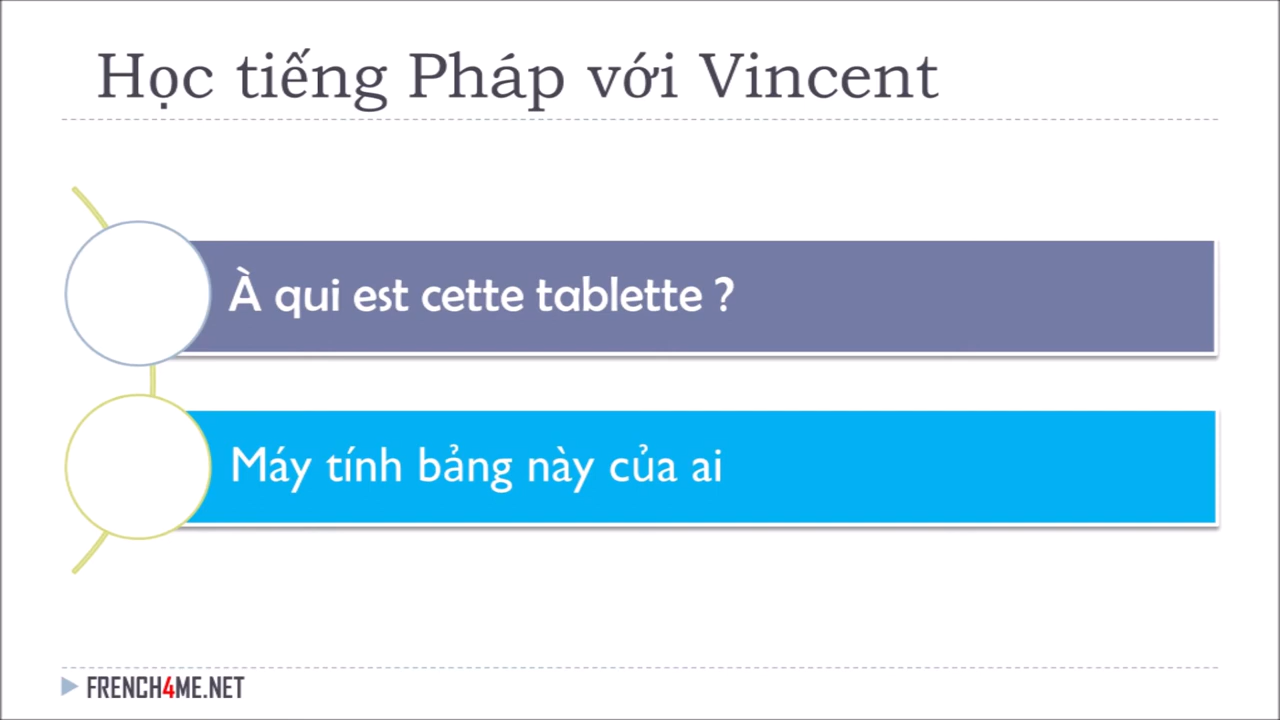 Học tiếng Pháp với Vincent
À qui est cette tablette ?
Máy tính bảng này của ai
FRENCH4ME.NET